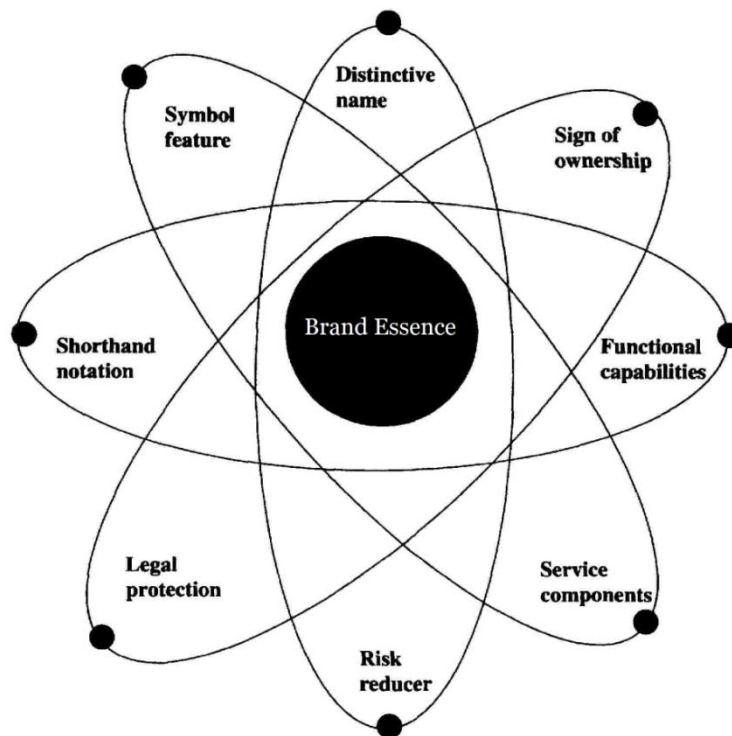 Distinctive
name
Symbol
feature
Sign of
ownership
Brand Essence
Shorthand
notation
Functional
capabilities
Legal
protection
Service
components
Risk
reducer